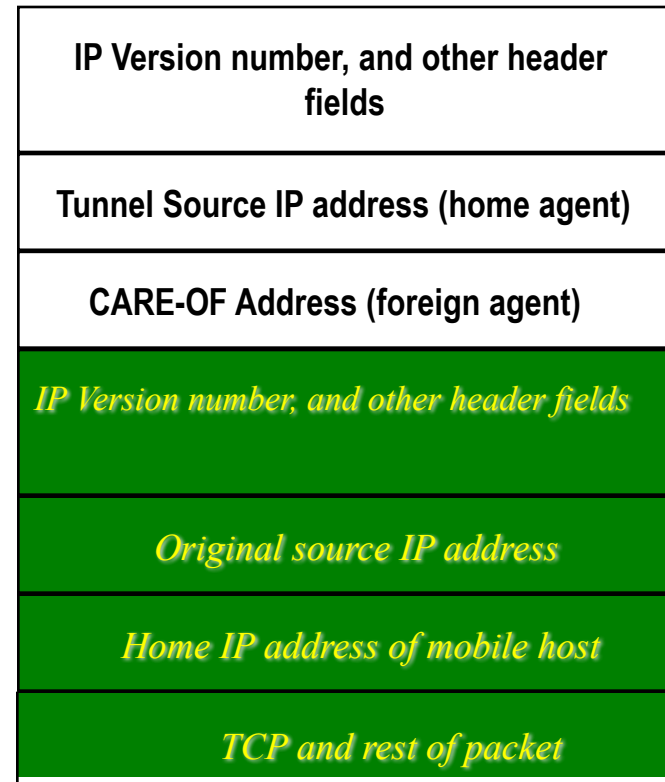 IP Version number, and other header
fields
Tunnel Source IP address (home agent)
CARE-OF Address (foreign agent)
IP Version number, and other header fields
Original source IP address
Home IP address of mobile host
TCP and rest of packet